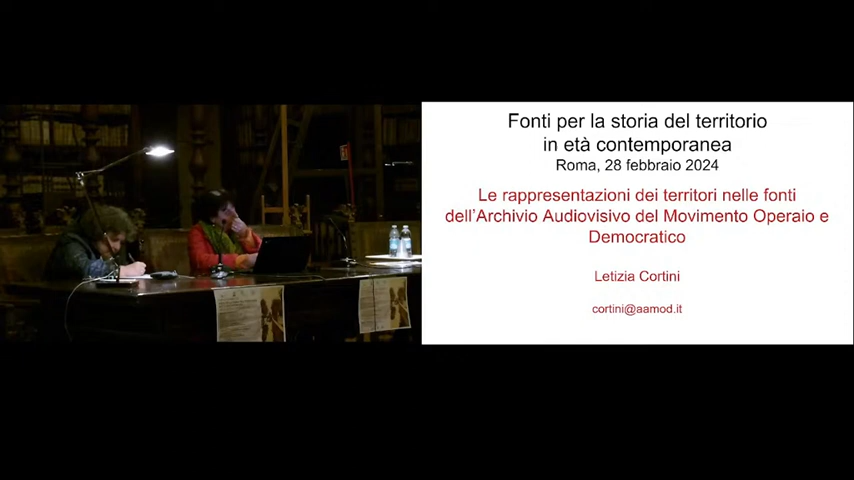 Fonti per la storia del territorio
in età contemporanea
Roma, 28 febbraio 2024
Le rappresentazioni dei territori nelle fonti
dell'Archivio Audiovisivo del Movimento Operaio e
Democratico
Letizia Cortini
cortini@aamod.it